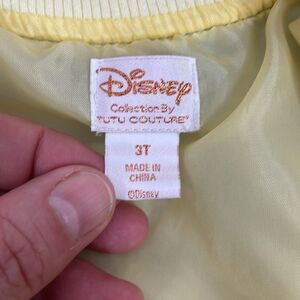 Disney
Collection By
"TUTU COUTURE"
3T
MADE IN
CHINA
©Disney